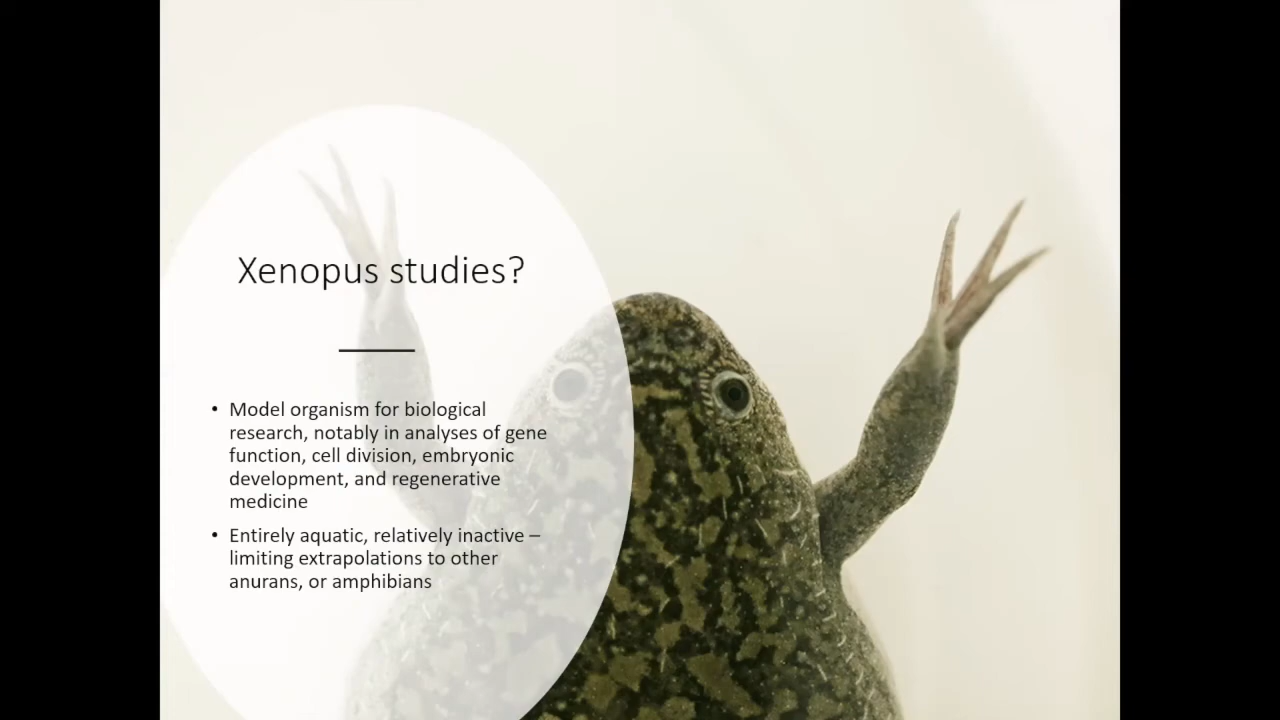 Xenopus studies?
• Model organism for biological
research, notably in analyses of gene
function, cell division, embryonic
development, and regenerative
medicine
• Entirely aquatic, relatively inactive –
limiting extrapolations to other
anurans, or amphibians